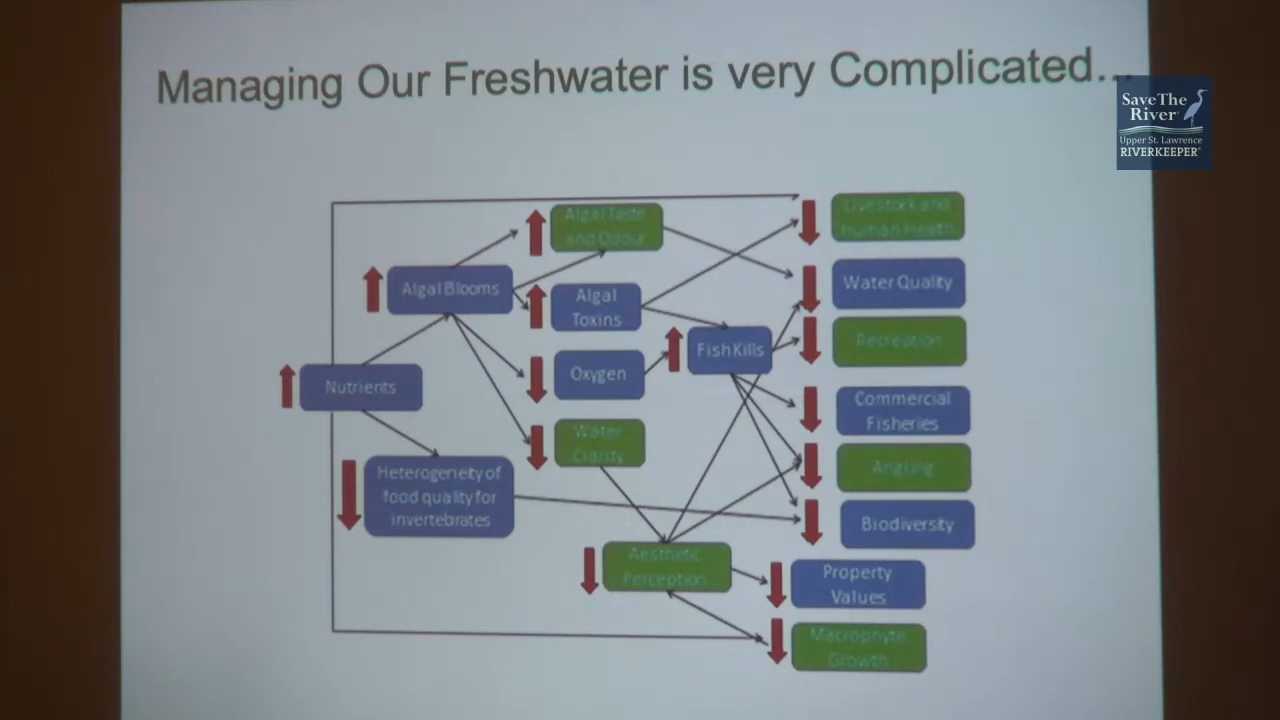 Managing Our Freshwater is very Complicated...
Save The
River
Upper St. Lawrence
RIVERKEEPER
Algal Taste
and Odour
Livestock and
Human Health
Algal Blooms
Water Quality
Algal
Toxins
Recreation
Fish Kills
Oxygen
Nutrients
Commercial
Fisheries
Water
Clarity
Angling
Heterogeneity of
food quality for
invertebrates
Biodiversity
Aesthetic
Perception
Property
Values
Macrophyte
Growth